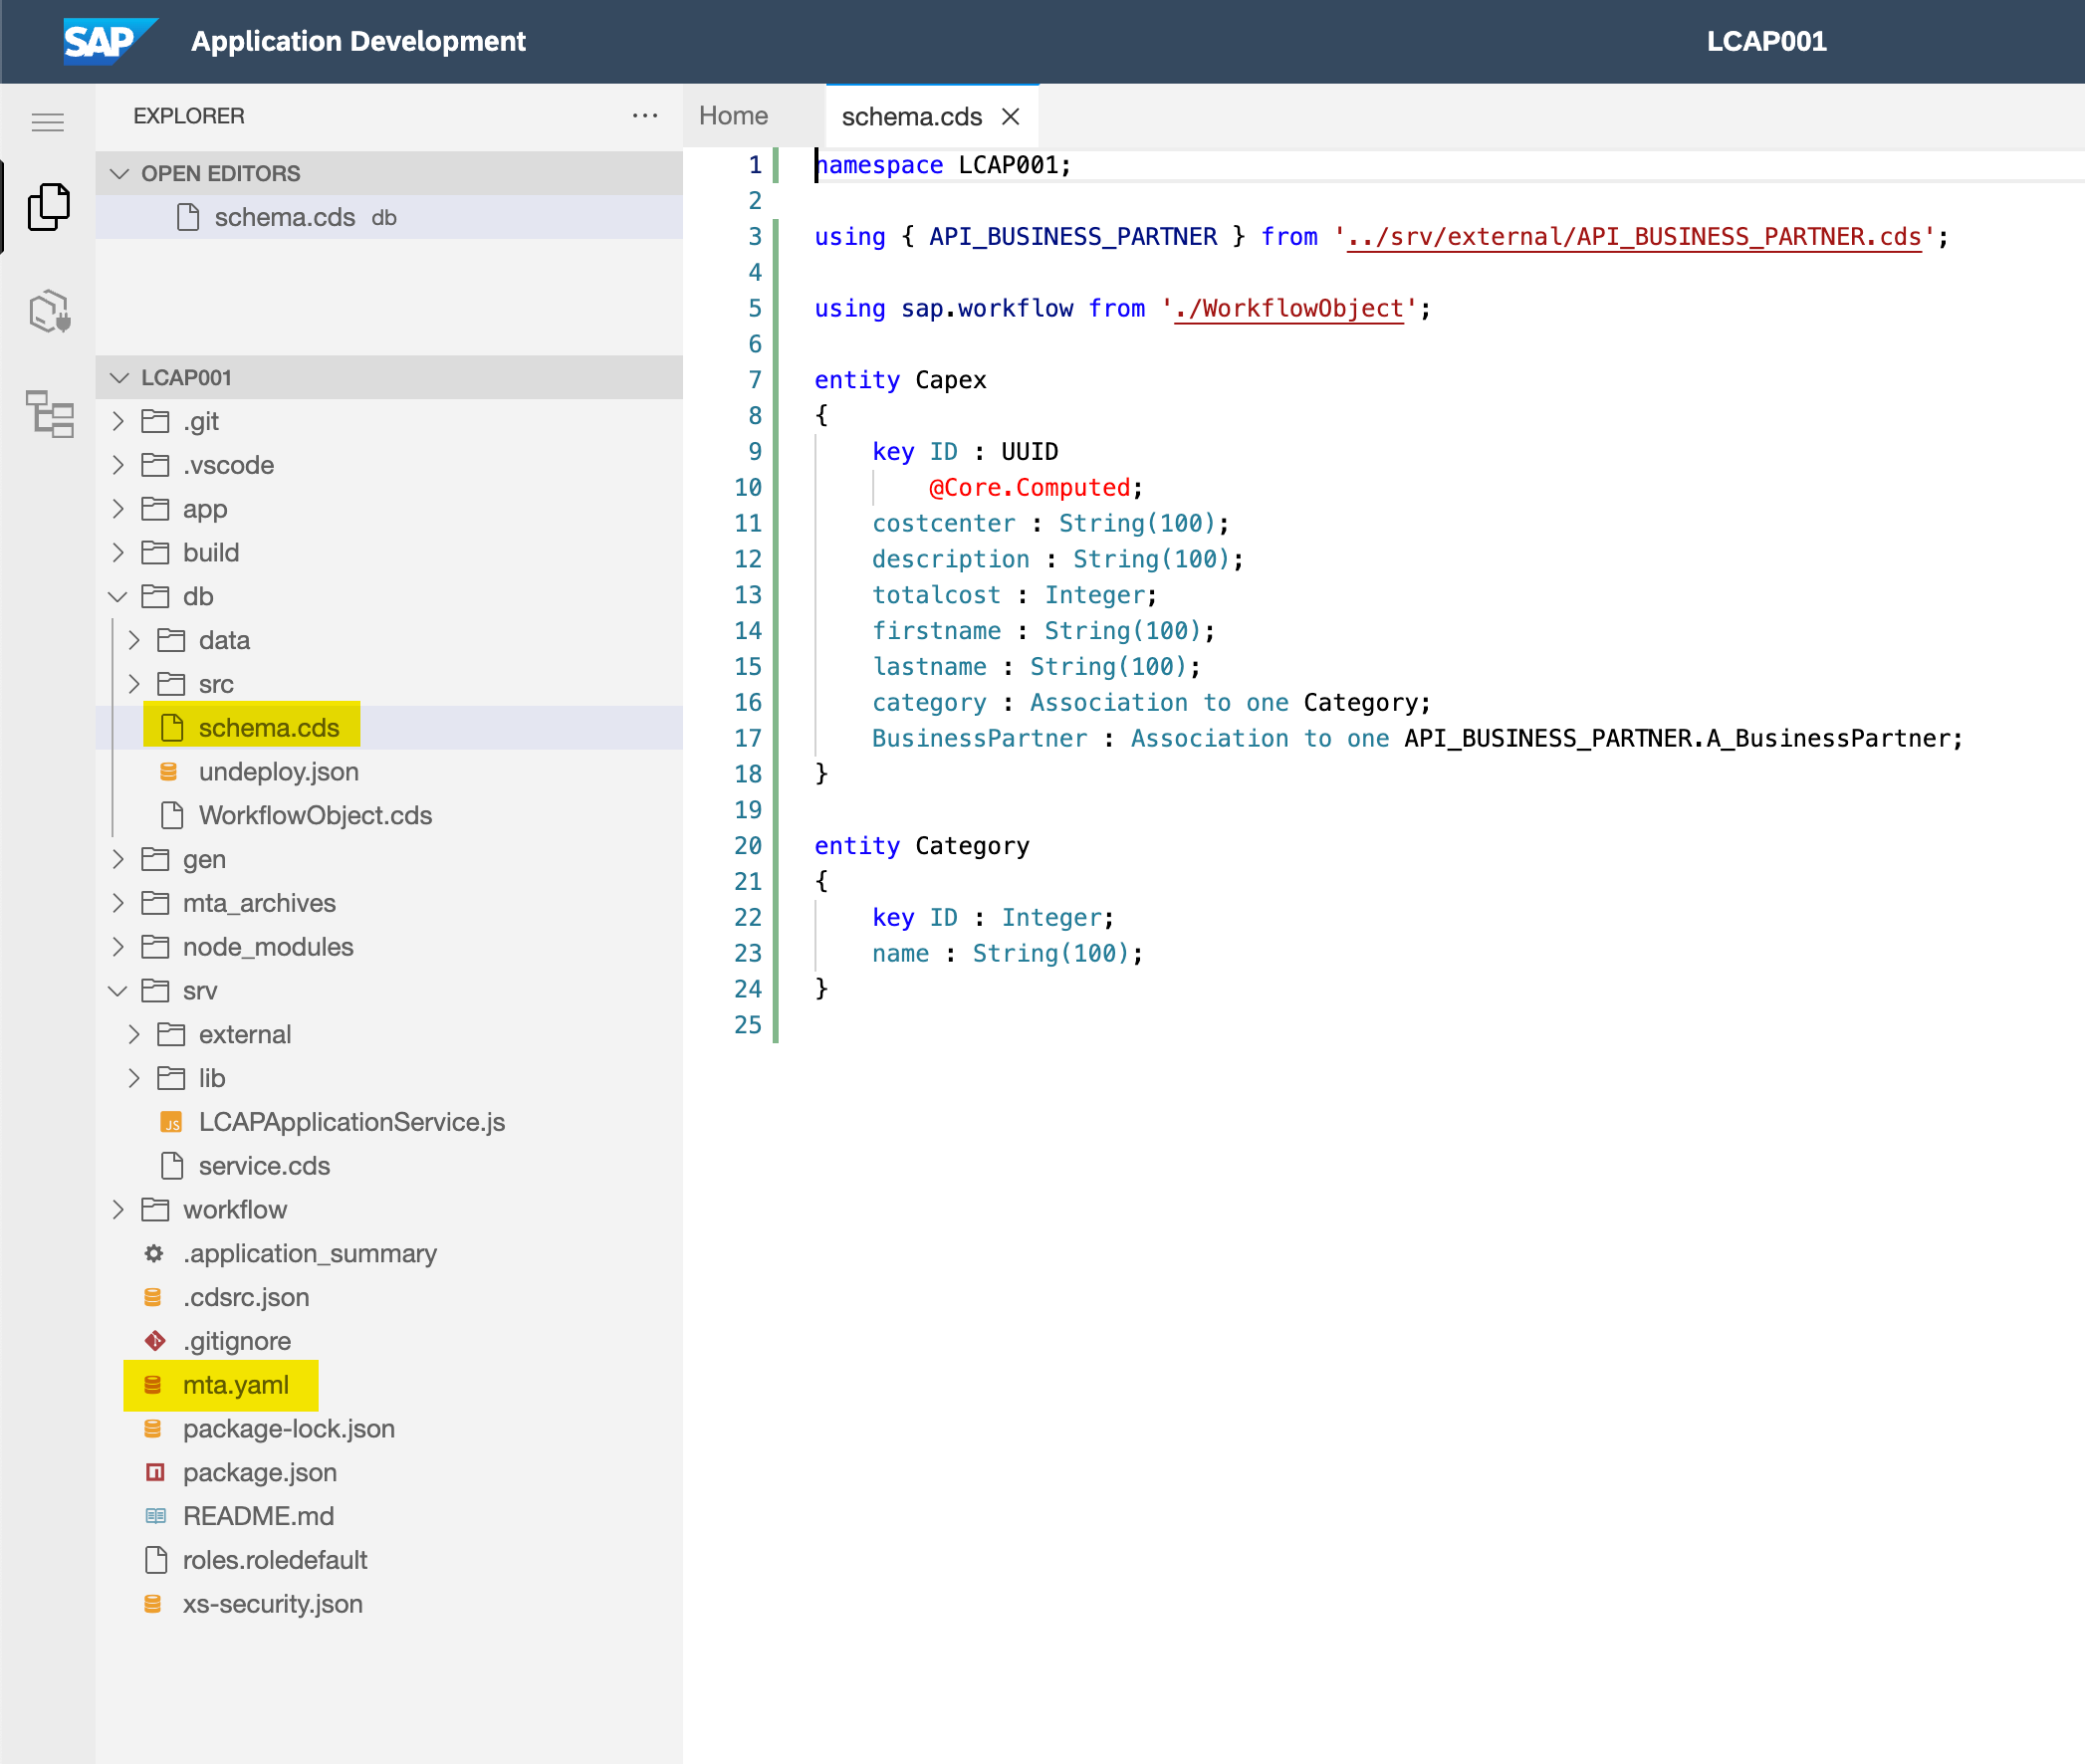 SAP Application Development LCAP001
EXPLORER ...
OPEN EDITORS
schema.cds db
LCAP001
.git
.vscode
app
build
db
data
src
schema.cds
undeploy.json
WorkflowObject.cds
gen
mta_archives
node_modules
srv
external
lib
JS LCAPApplicationService.js
service.cds
workflow
.application_summary
.cdsrc.json
.gitignore
mta.yaml
package-lock.json
package.json
README.md
roles.roledefault
xs-security.json
Home schema.cds
1 namespace LCAP001;
2
3 using { API_BUSINESS_PARTNER } from '../srv/external/API_BUSINESS_PARTNER.cds';
4
5 using sap.workflow from './WorkflowObject';
6
7 entity Capex
8 {
9 key ID : UUID
10 @Core.Computed;
11 costcenter : String(100);
12 description : String(100);
13 totalcost : Integer;
14 firstname : String(100);
15 lastname : String(100);
16 category : Association to one Category;
17 BusinessPartner : Association to one API_BUSINESS_PARTNER.A_BusinessPartner;
18 }
19
20 entity Category
21 {
22 key ID : Integer;
23 name : String(100);
24 }
25